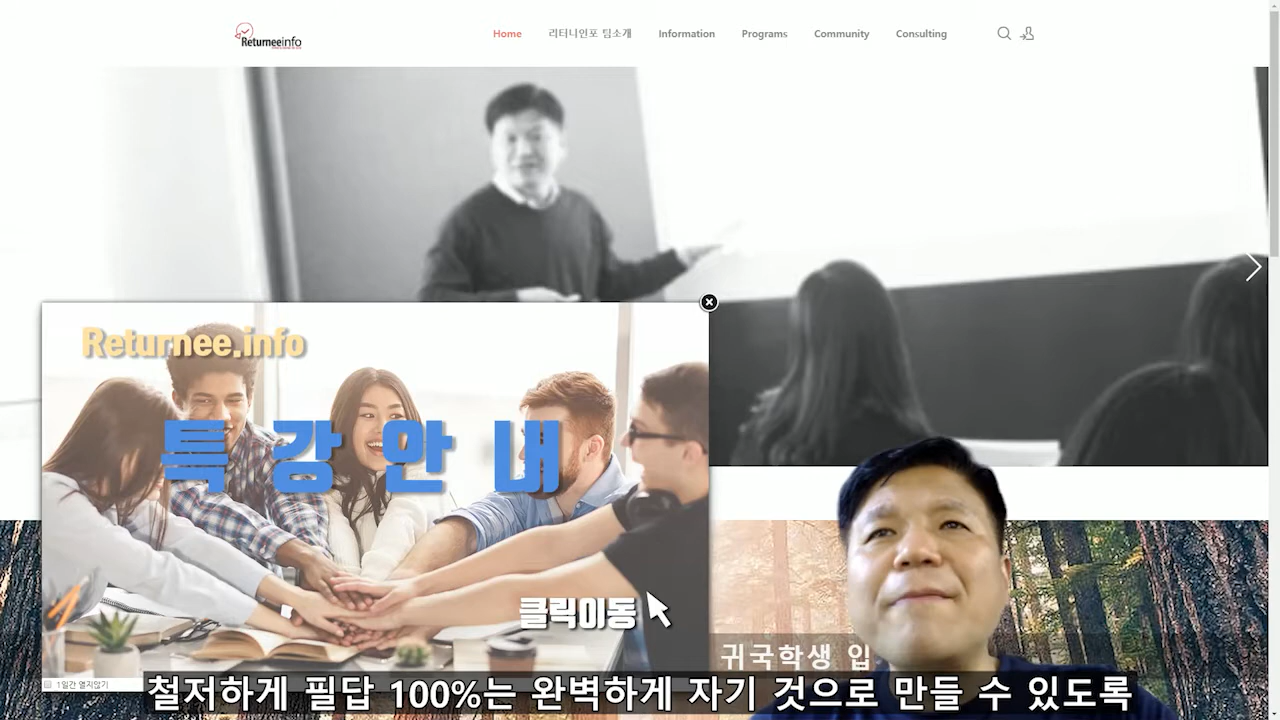 Returneeinfo
Home 리터니인포 팀소개 Information Programs Community Consulting
Returnee.info
특강안내
클릭이동
귀국학생 입
1일간 열지않기
철저하게 필답 100%는 완벽하게 자기 것으로 만들 수 있도록